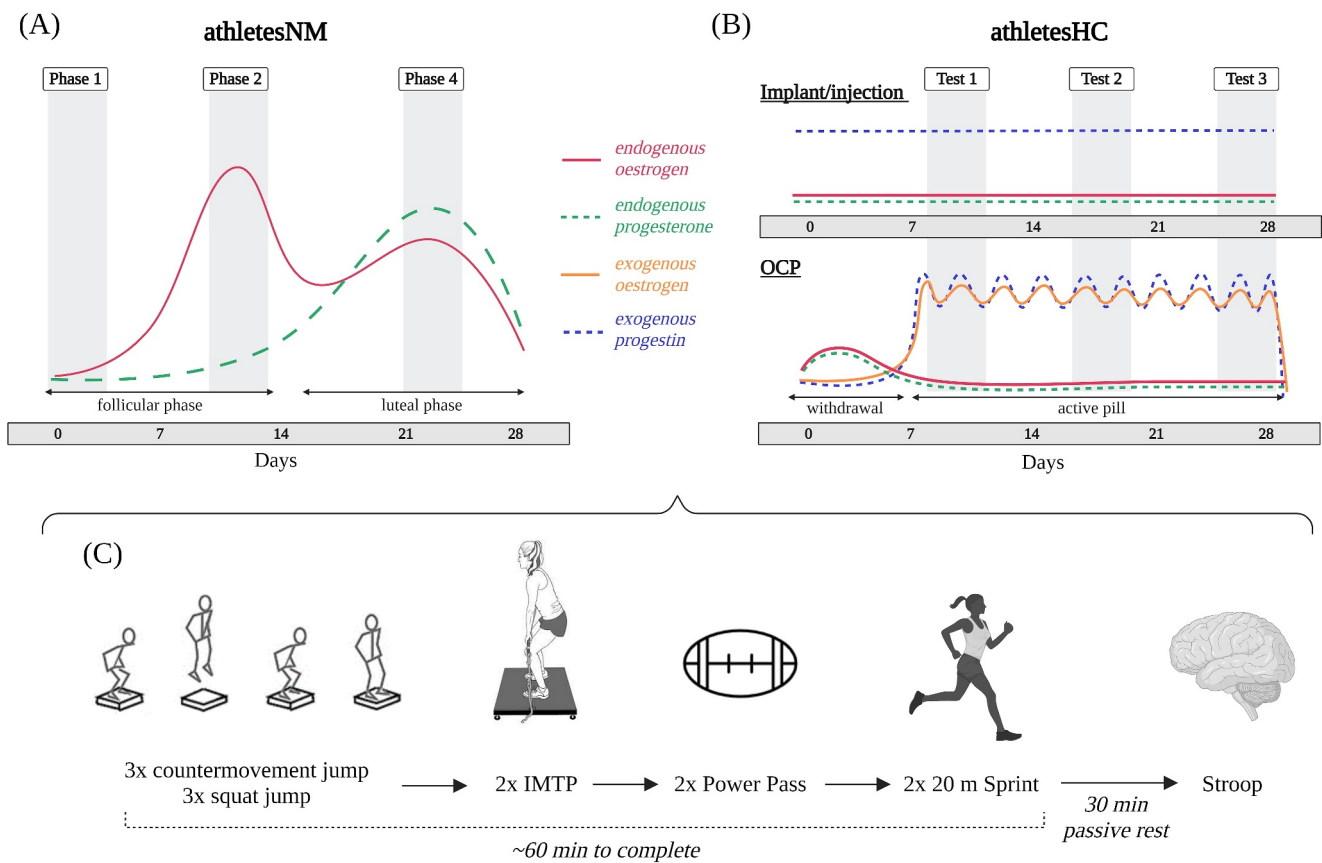 (A)
athletesNM
Phase 1
Phase 2
Phase 4
follicular phase
luteal phase
0 7 14 21 28
Days
endogenous
oestrogen
endogenous
progesterone
exogenous
oestrogen
exogenous
progestin
(B)
athletesHC
Test 1
Test 2
Test 3
Implant/injection
0 7 14 21 28
OCP
withdrawal
active pill
0 7 14 21 28
Days
(C)
3x countermovement jump
3x squat jump
2x IMTP
2x Power Pass
2x 20 m Sprint
30 min
passive rest
Stroop
~60 min to complete